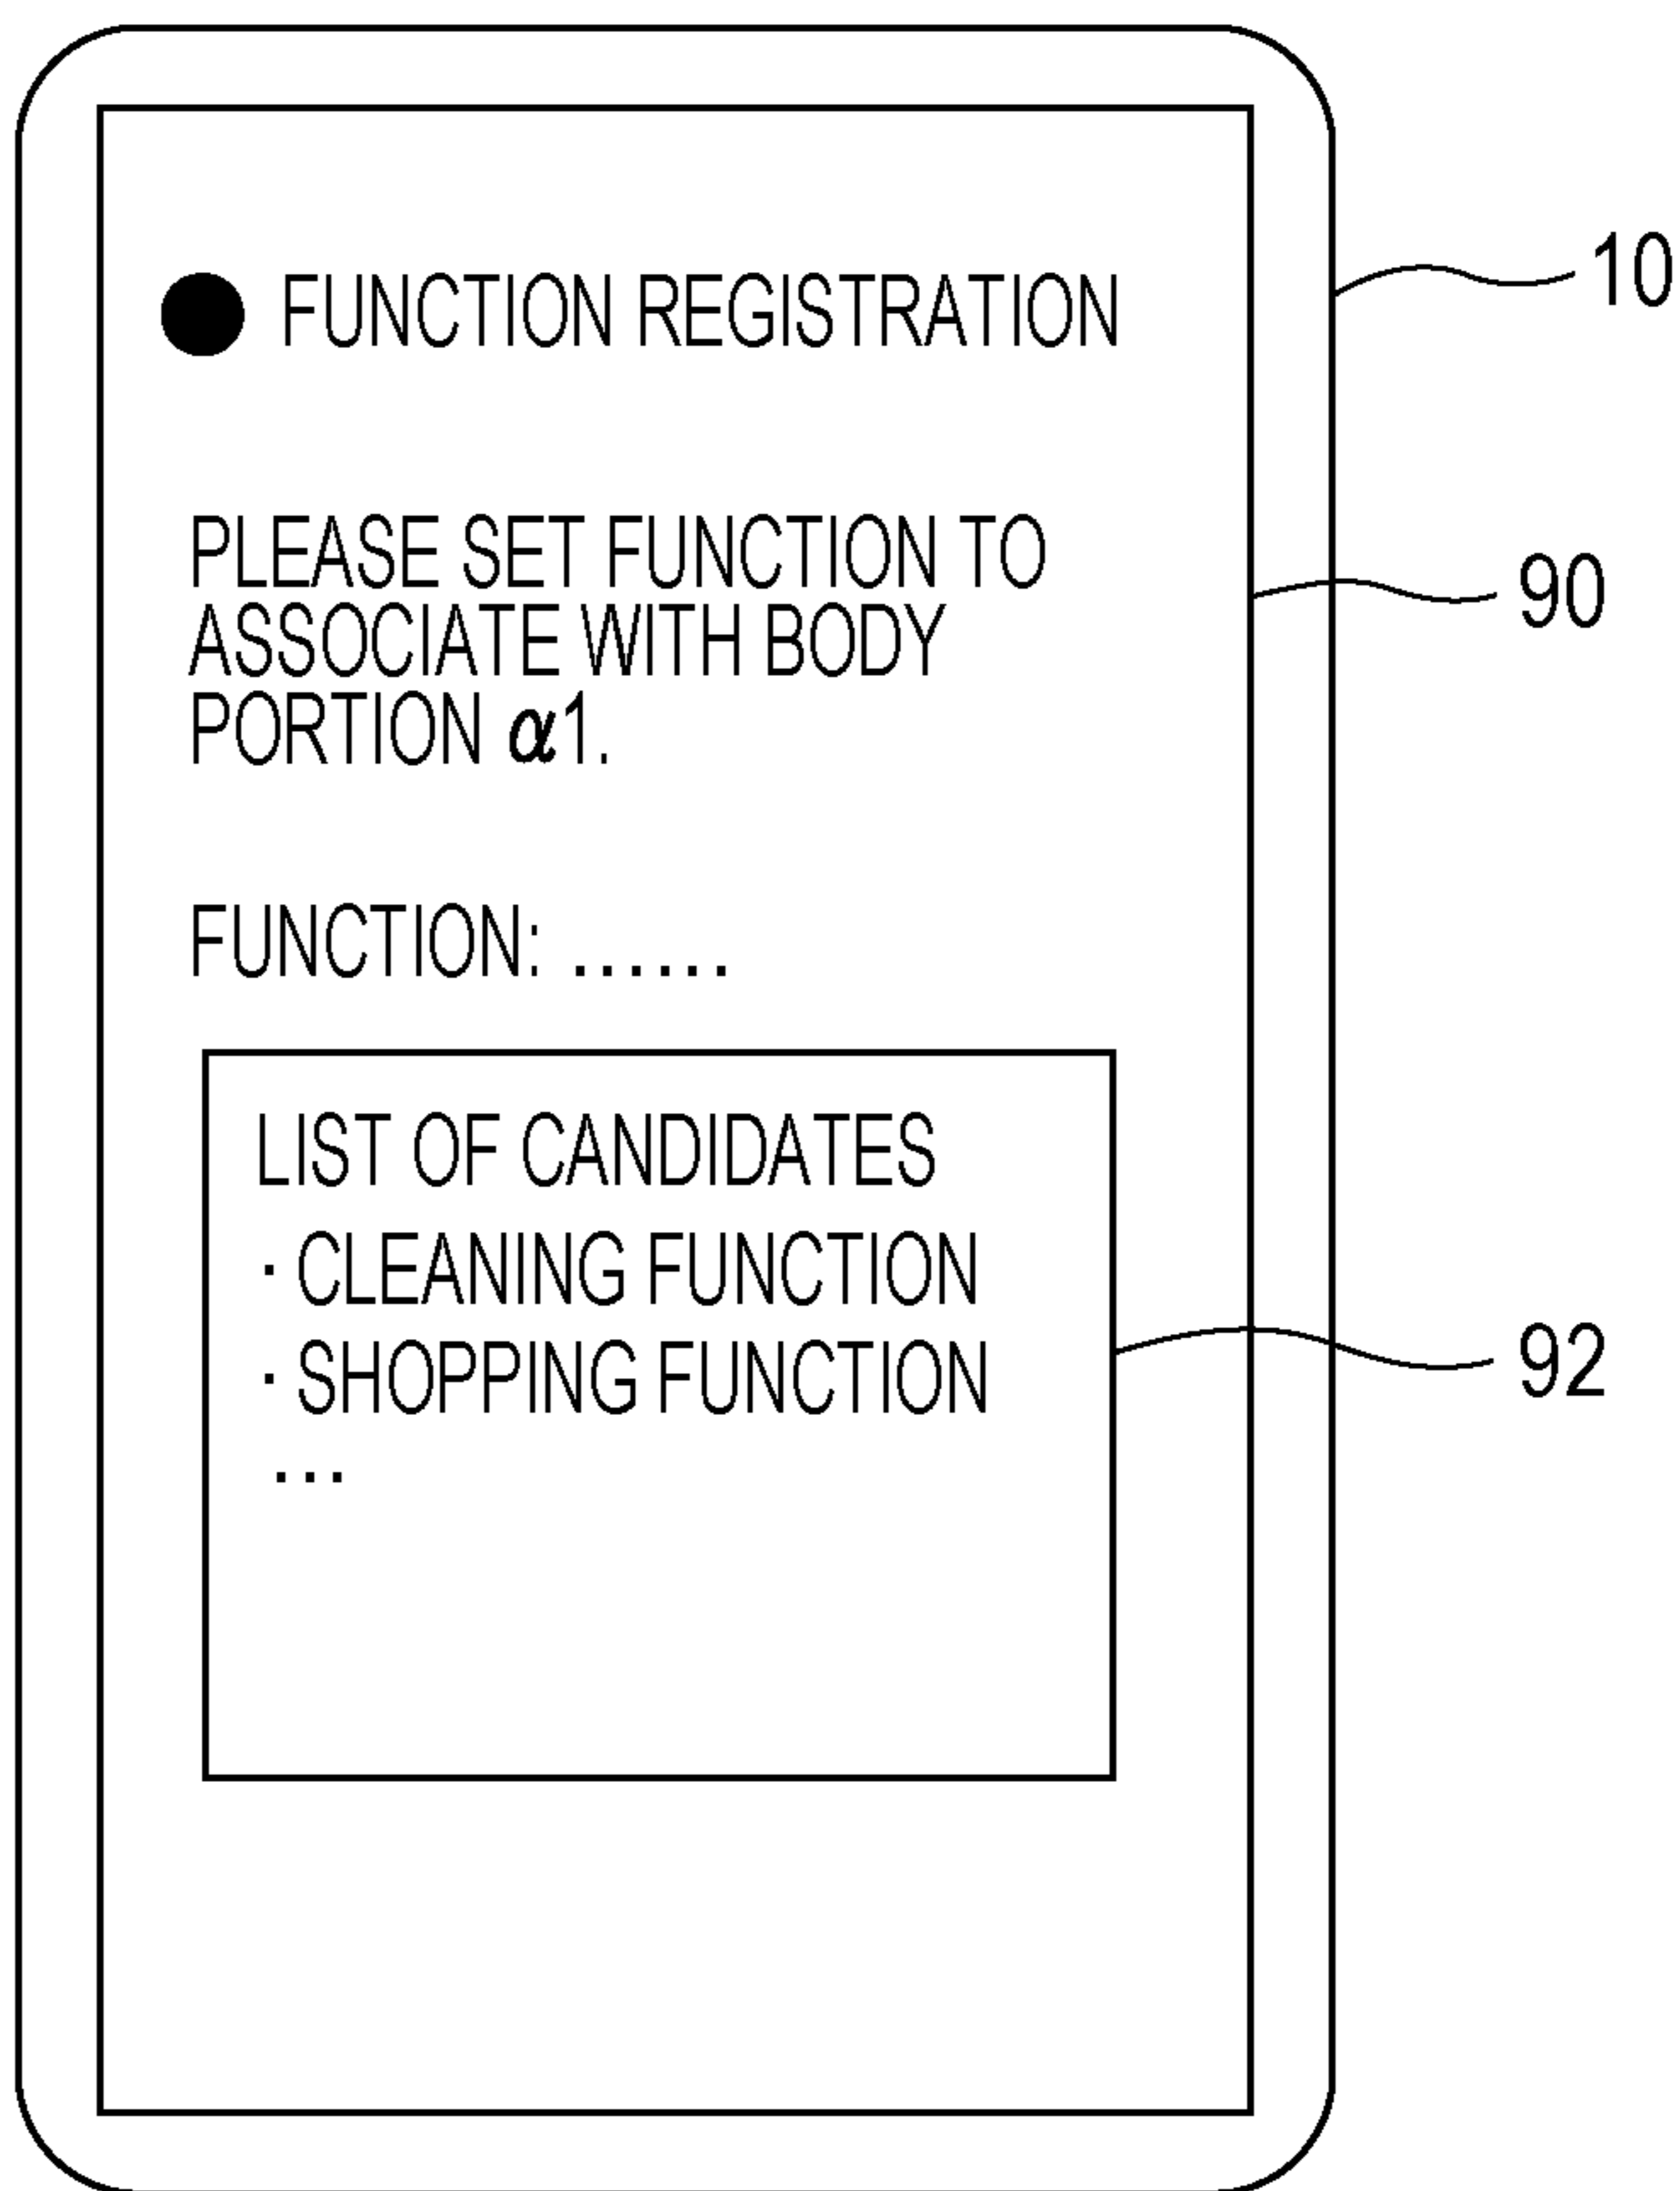 ● FUNCTION REGISTRATION
10
PLEASE SET FUNCTION TO
ASSOCIATE WITH BODY
PORTION α1.
90
FUNCTION: ......
LIST OF CANDIDATES
· CLEANING FUNCTION
· SHOPPING FUNCTION
...
92